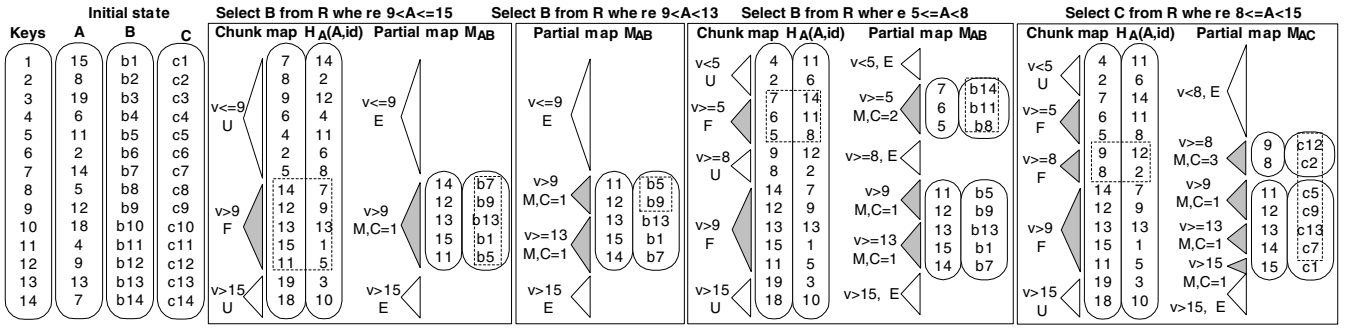 Initial state
Keys A B C
1 15 b1 c1
2 8 b2 c2
3 19 b3 c3
4 6 b4 c4
5 11 b5 c5
6 2 b6 c6
7 14 b7 c7
8 5 b8 c8
9 12 b9 c9
10 18 b10 c10
11 4 b11 c11
12 9 b12 c12
13 13 b13 c13
14 7 b14 c14
Select B from R whe re 9<A<=15
Chunk map HA(A,id)
v<=9
U
v>9
F
v>15
U
7 14
8 2
9 12
6 4
4 11
2 6
5 8
14 7
12 9
13 13
15 1
11 5
19 3
18 10
Partial map MAB
v<=9
E
v>9
M,C=1
v>15
E
14 b7
12 b9
13 b13
15 b1
11 b5
Select B from R whe re 9<A<13
Partial map MAB
v<=9
E
v>9
M,C=1
v>=13
M,C=1
v>15
E
11 b5
12 b9
13 b13
15 b1
14 b7
Select B from R wher e 5<=A<8
Chunk map HA(A,id)
v<5
U
v>=5
F
v>=8
U
v>9
F
v>15
U
4 11
2 6
7 14
6 11
5 8
9 12
8 2
14 7
12 9
13 13
15 1
11 5
19 3
18 10
Partial map MAB
v<5, E
v>=5
M,C=2
v>=8, E
v>9
M,C=1
v>=13
M,C=1
v>15, E
7 b14
6 b11
5 b8
11 b5
12 b9
13 b13
15 b1
14 b7
Select C from R whe re 8<=A<15
Chunk map HA(A,id)
v<5
U
v>=5
F
v>=8
F
v>9
F
v>15
U
4 11
2 6
7 14
6 11
5 8
9 12
8 2
14 7
12 9
13 13
15 1
11 5
19 3
18 10
Partial map MAC
v<8, E
v>=8
M,C=3
v>9
M,C=1
v>=13
M,C=1
v>15
M,C=1
v>15, E
9 c12
8 c2
11 c5
12 c9
13 c13
14 c7
15 c1